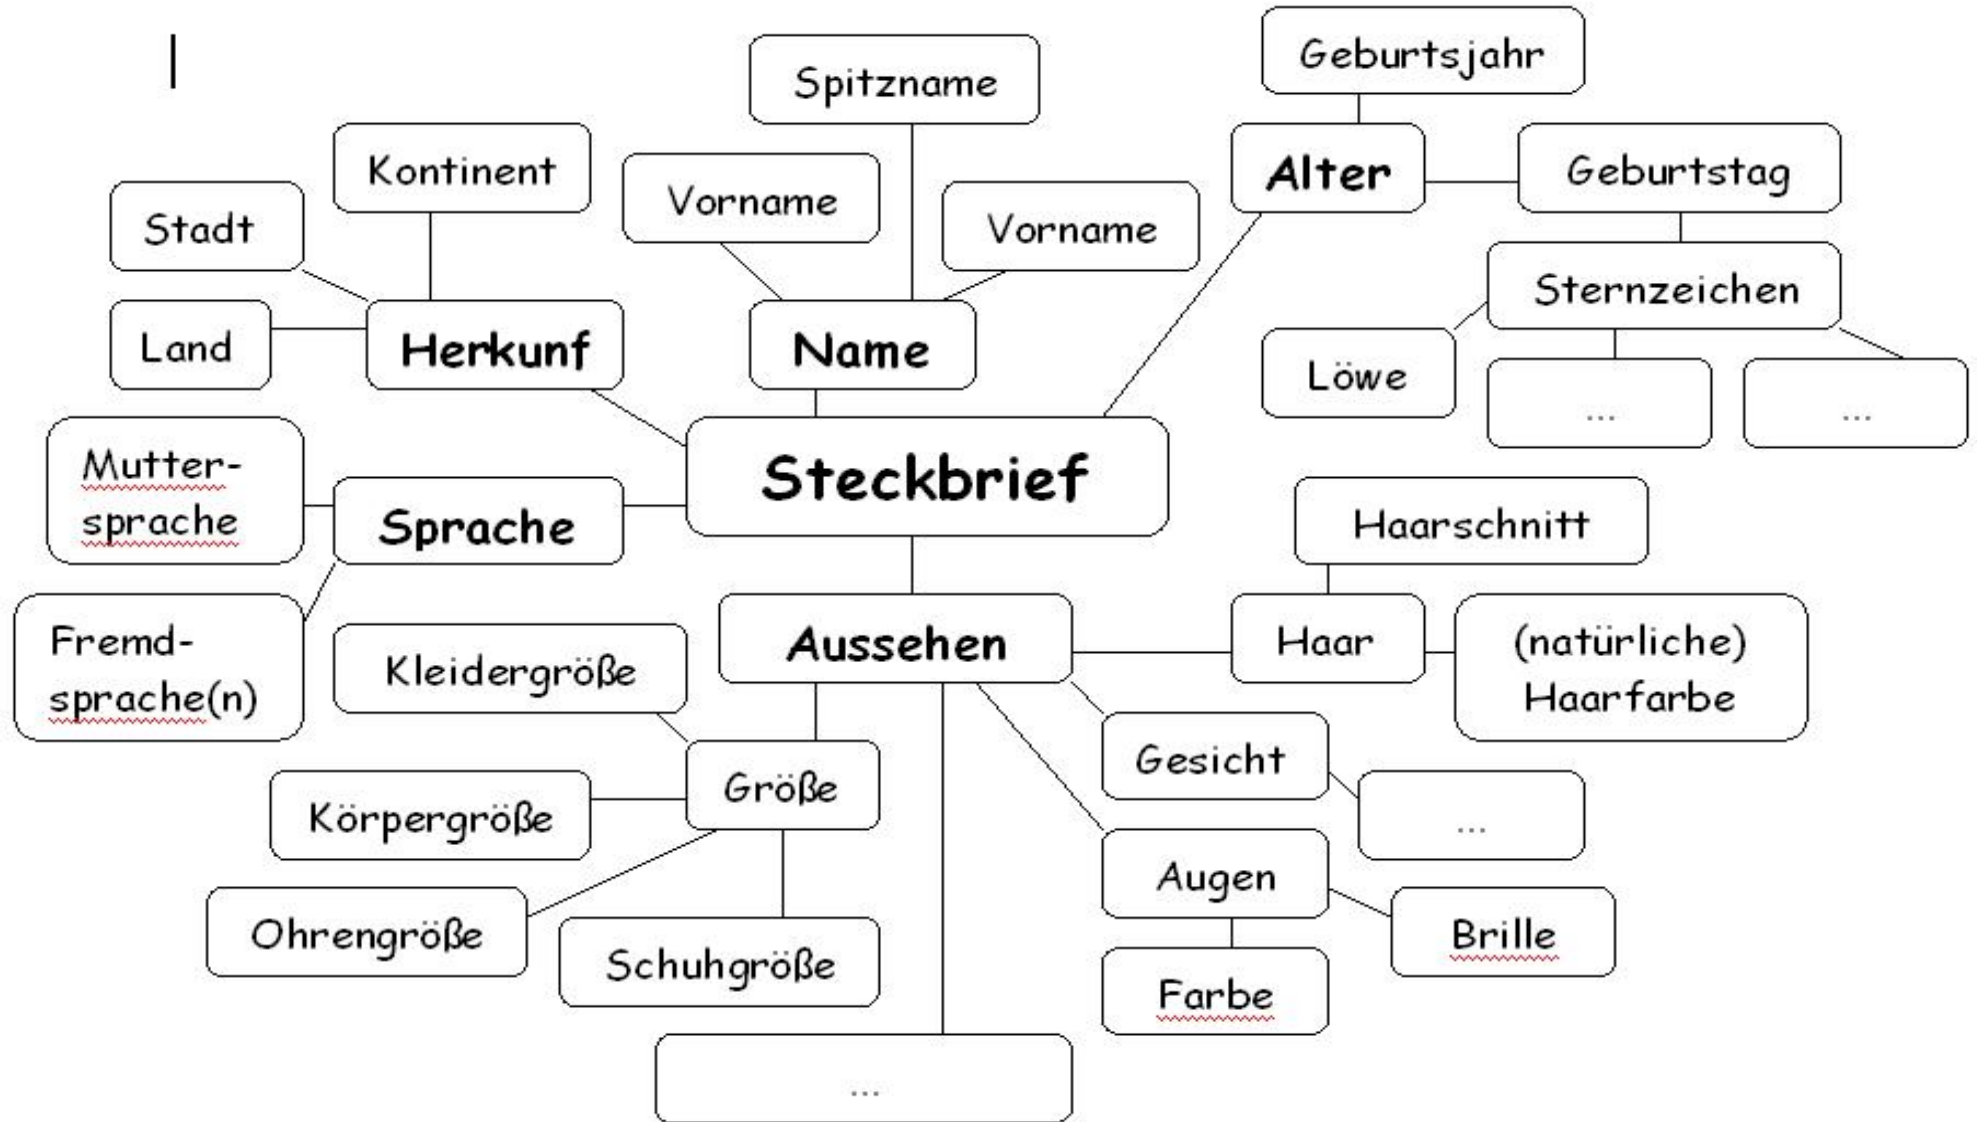 Geburtsjahr
Spitzname
Kontinent
Alter
Geburtstag
Vorname
Stadt
Vorname
Sternzeichen
Land
Herkunf
Name
Löwe
...
...
Steckbrief
Mutter-
sprache
Sprache
Haarschnitt
Fremd-
sprache(n)
Kleidergröße
Aussehen
Haar
(natürliche)
Haarfarbe
Gesicht
Größe
Körpergröße
...
Augen
Ohrengröße
Brille
Schuhgröße
Farbe
...